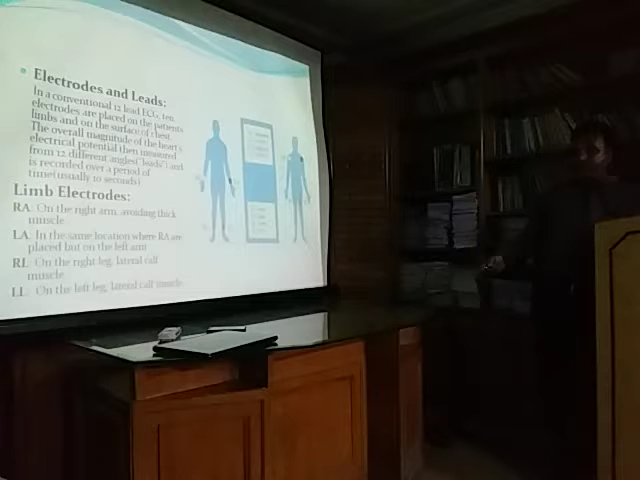 Electrodes and Leads:
In a conventional 12 lead ECG, ten
electrodes are placed on the patients
limbs and on the surface of chest.
The overall magnitude of the heart's
electrical potential then measured
from 12 different angles("leads") and
is recorded over a period of
time(usually 10 seconds)
Limb Electrodes:
RA: On the right arm, avoiding thick
muscle
LA: In the same location where RA are
placed but on the left arm
RL: On the right leg, lateral calf
muscle
LL: On the left leg, lateral calf muscle